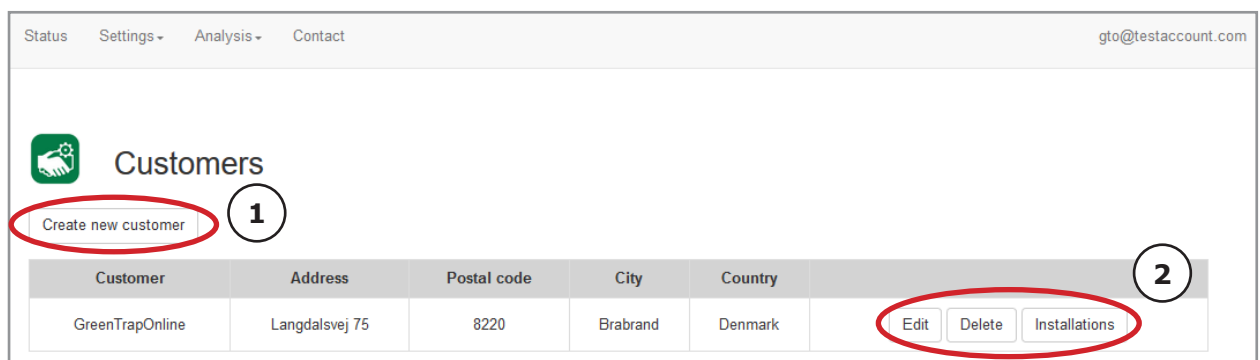 Status Settings Analysis Contact gto@testaccount.com
Customers
1
Create new customer
2
Customer Address Postal code City Country
GreenTrapOnline Langdalsvej 75 8220 Brabrand Denmark Edit Delete Installations